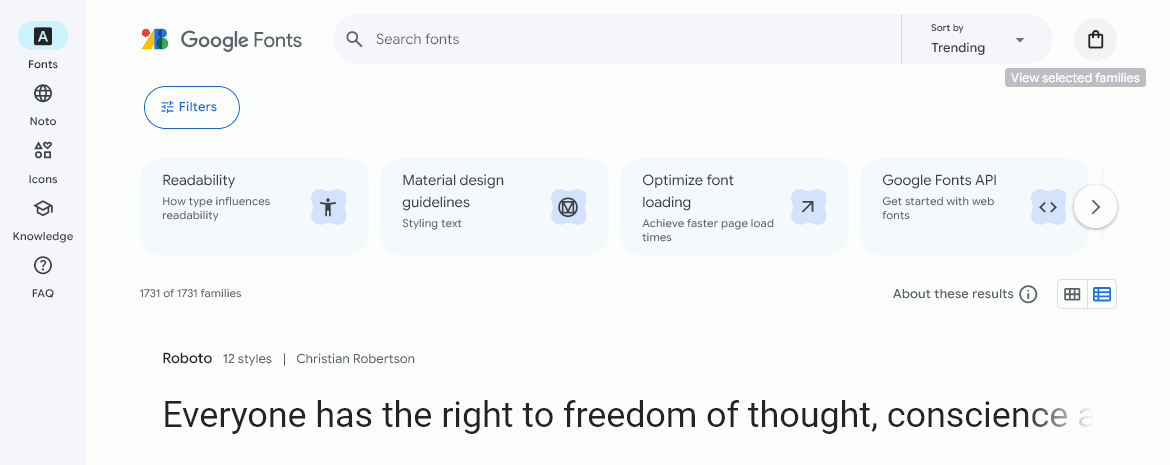 A
Fonts
Noto
Icons
Knowledge
FAQ
Google Fonts
Search fonts
Sort by
Trending
View selected families
Filters
Readability
How type influences
readability
Material design
guidelines
Styling text
Optimize font
loading
Achieve faster page load
times
Google Fonts API
Get started with web
fonts
1731 of 1731 families
About these results
Roboto 12 styles | Christian Robertson
Everyone has the right to freedom of thought, conscience a